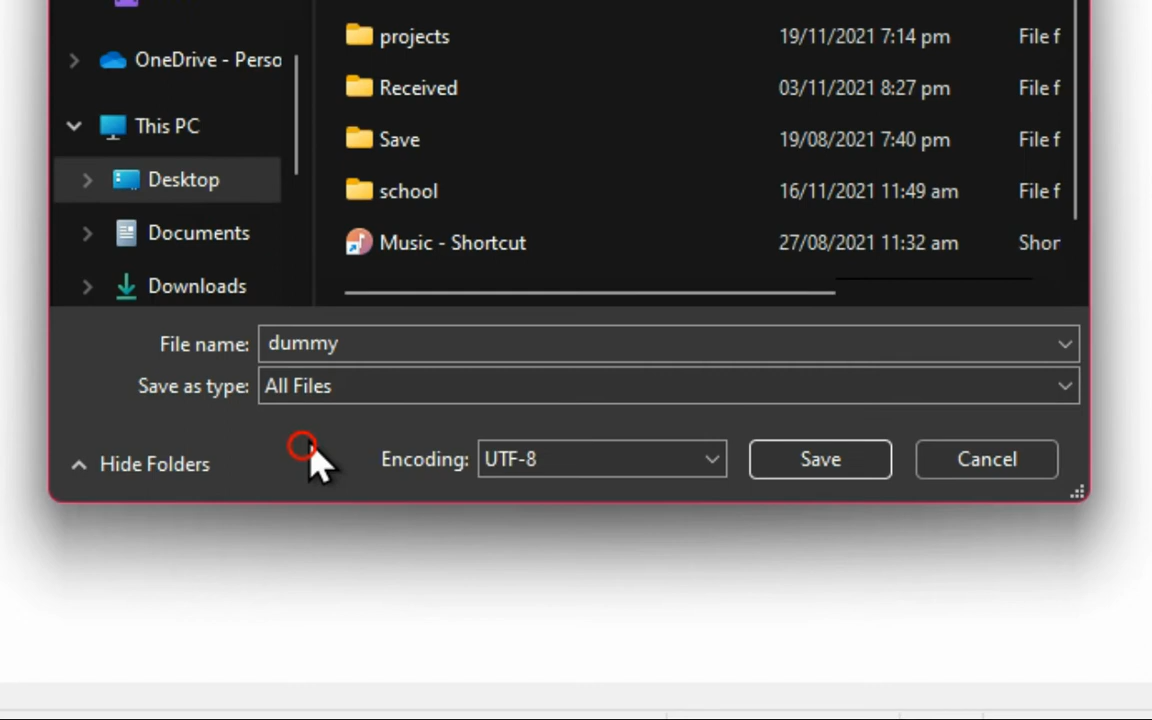 projects 19/11/2021 7:14 pm File f
OneDrive - Perso
Received 03/11/2021 8:27 pm File f
This PC
Save 19/08/2021 7:40 pm File f
Desktop
school 16/11/2021 11:49 am File f
Documents
Music - Shortcut 27/08/2021 11:32 am Shor
Downloads
File name: dummy
Save as type: All Files
Hide Folders Encoding: UTF-8 Save Cancel